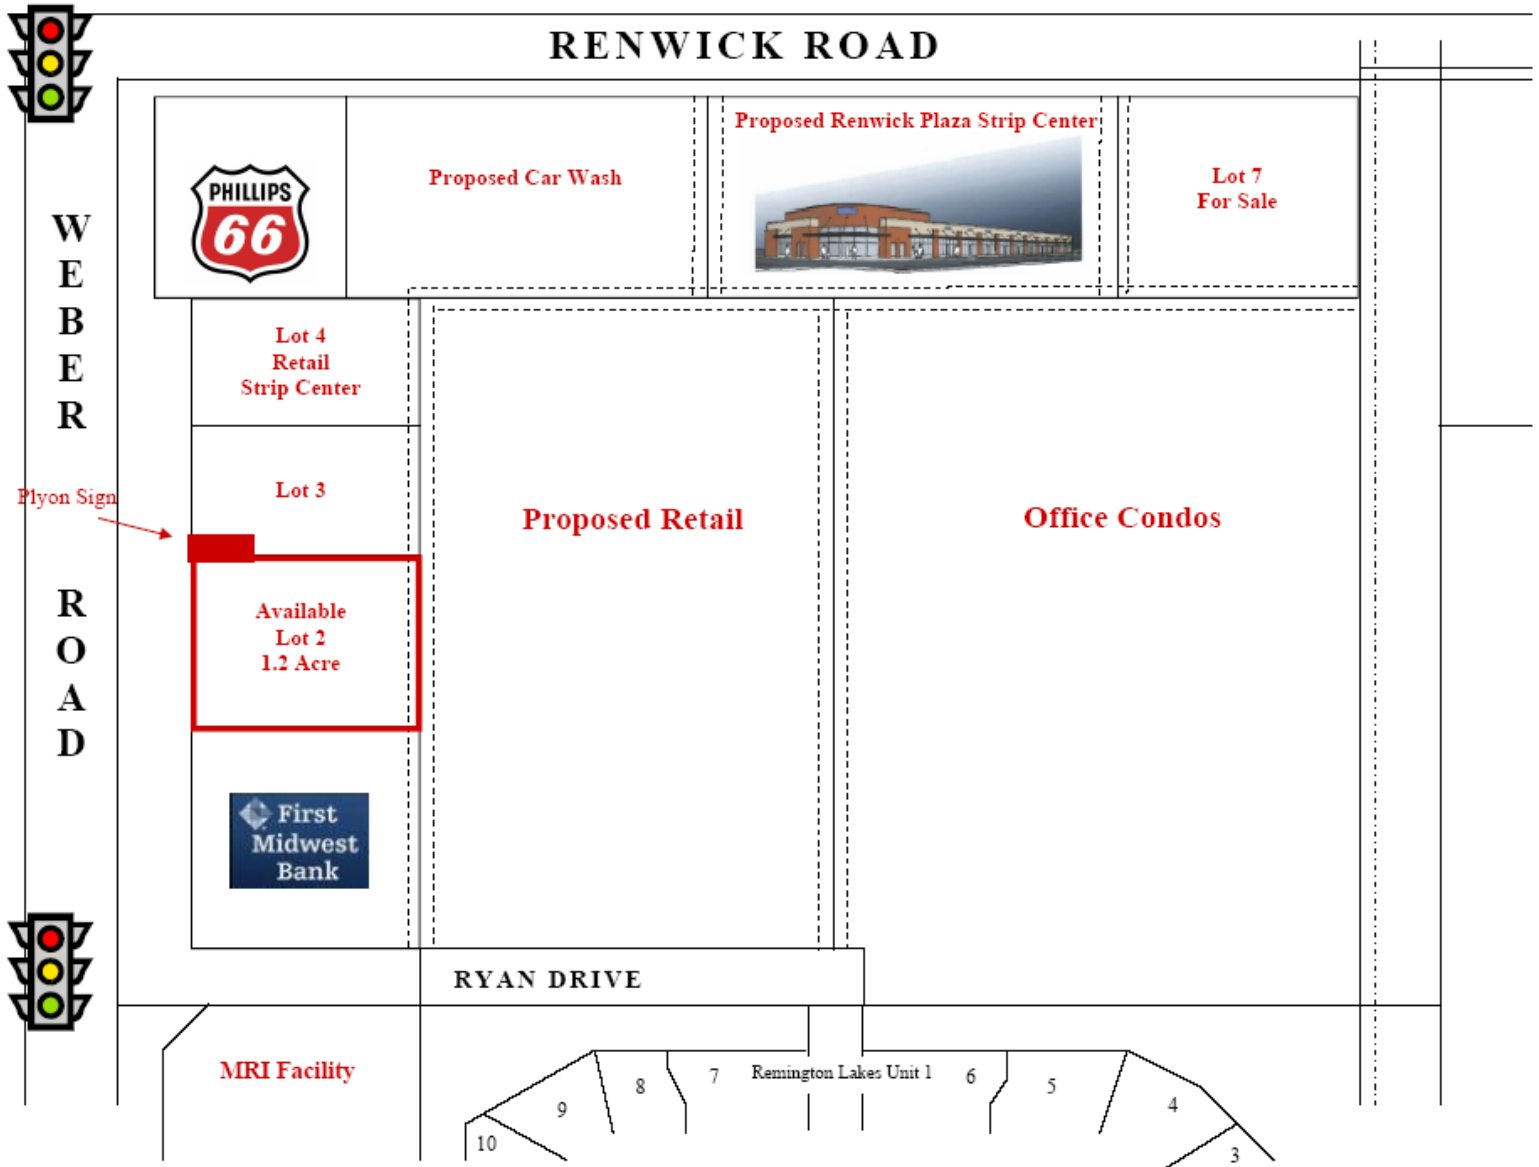 RENWICK ROAD
Proposed Renwick Plaza Strip Center
PHILLIPS
66
Proposed Car Wash
Lot 7
For Sale
WEBER
ROAD
Lot 4
Retail
Strip Center
Lot 3
Plyon Sign
Proposed Retail
Office Condos
Available
Lot 2
1.2 Acre
First
Midwest
Bank
RYAN DRIVE
MRI Facility
Remington Lakes Unit 1
10
9
8
7
6
5
4
3